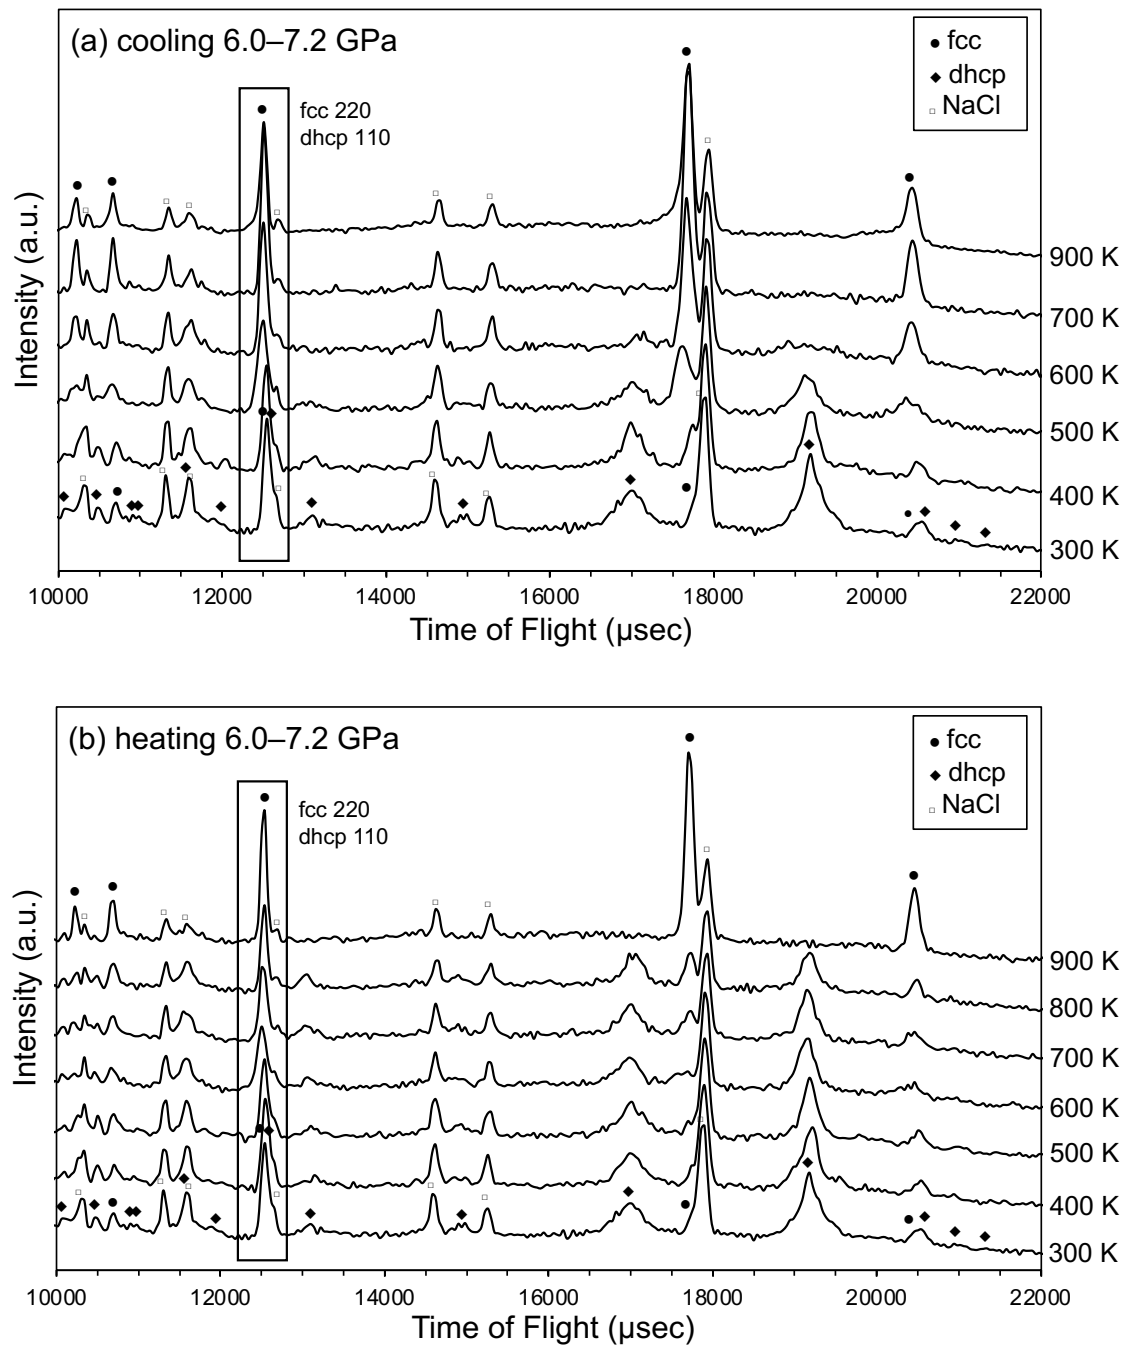 (a) cooling 6.0–7.2 GPa
fcc
dhcp
NaCl
fcc 220
dhcp 110
Intensity (a.u.)
900 K
700 K
600 K
500 K
400 K
300 K
10000 12000 14000 16000 18000 20000 22000
Time of Flight (μsec)
(b) heating 6.0–7.2 GPa
fcc
dhcp
NaCl
fcc 220
dhcp 110
Intensity (a.u.)
900 K
800 K
700 K
600 K
500 K
400 K
300 K
10000 12000 14000 16000 18000 20000 22000
Time of Flight (μsec)